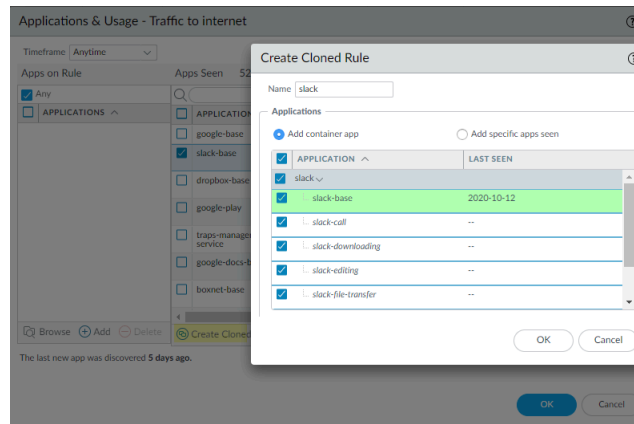 Applications & Usage - Traffic to internet
Timeframe Anytime
Apps on Rule
Any
APPLICATIONS
Browse Add Delete
Apps Seen 52
APPLICATION
google-base
slack-base
dropbox-base
google-play
traps-manage
service
google-docs-b
boxnet-base
Create Cloned
The last new app was discovered 5 days ago.
OK Cancel
Create Cloned Rule
Name slack
Applications
Add container app Add specific apps seen
APPLICATION LAST SEEN
slack
slack-base 2020-10-12
slack-call --
slack-downloading --
slack-editing --
slack-file-transfer --
OK Cancel